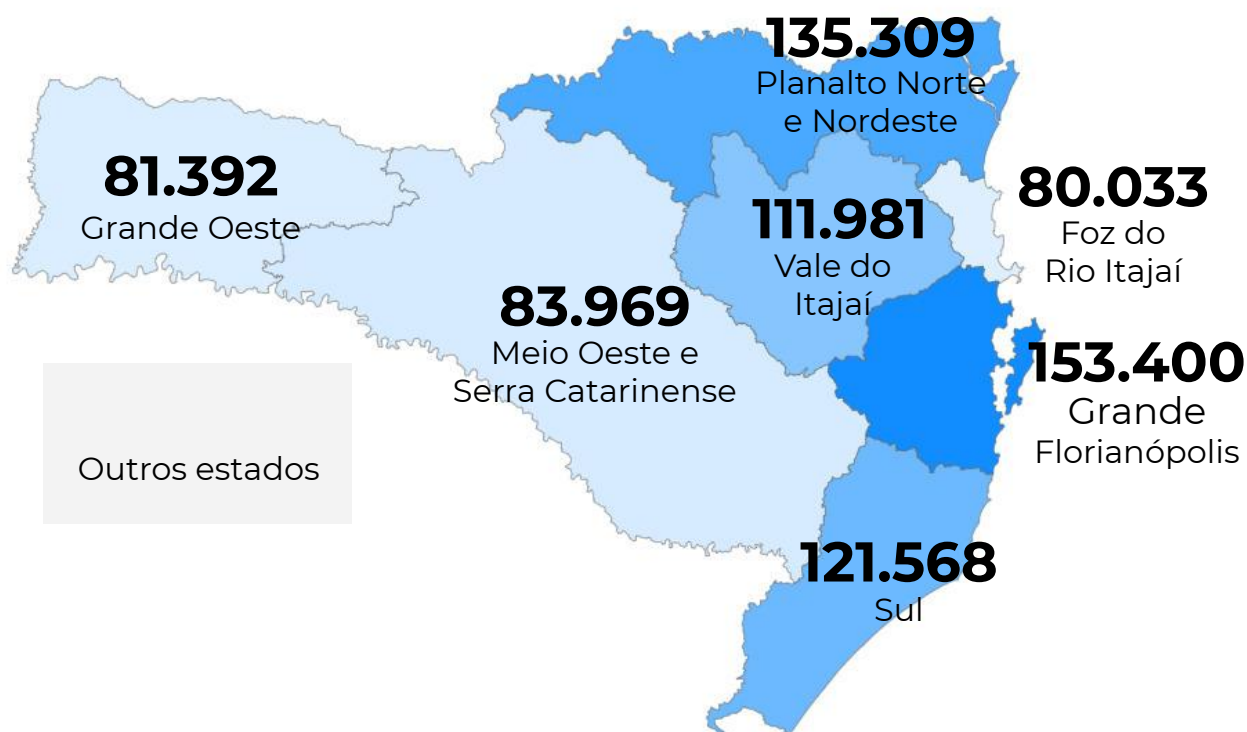 135.309
Planalto Norte
e Nordeste
81.392
Grande Oeste
80.033
Foz do
Rio Itajaí
111.981
Vale do
Itajaí
83.969
Meio Oeste e
Serra Catarinense
153.400
Grande
Florianópolis
Outros estados
121.568
Sul